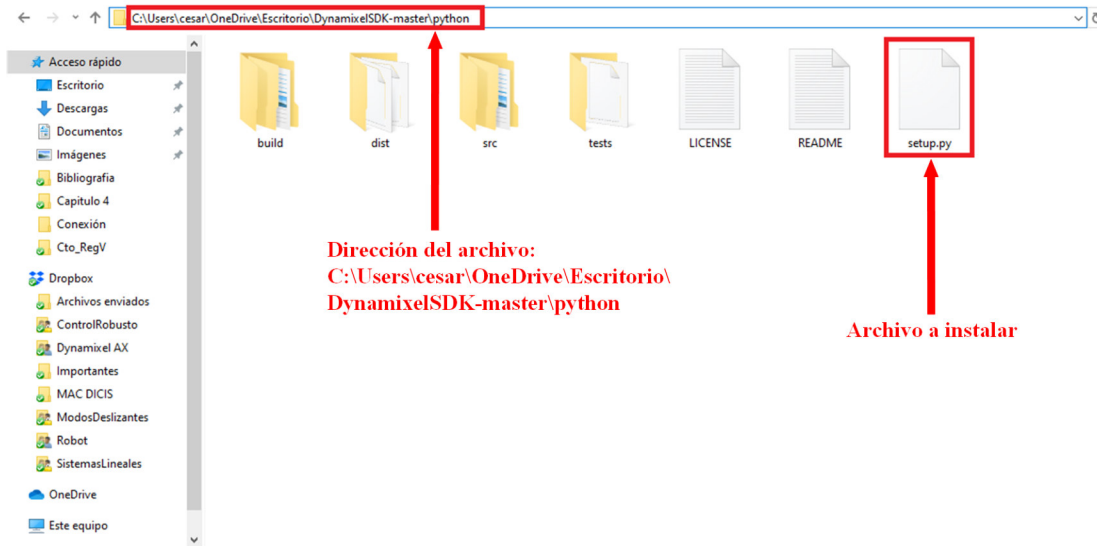 C:\Users\cesar\OneDrive\Escritorio\DynamixelSDK-master\python
Acceso rápido
Escritorio
Descargas
Documentos
Imágenes
Bibliografia
Capitulo 4
Conexión
Cto_RegV
Dropbox
Archivos enviados
ControlRobusto
Dynamixel AX
Importantes
MAC DICIS
ModosDeslizantes
Robot
SistemasLineales
OneDrive
Este equipo
build
dist
src
tests
LICENSE
README
setup.py
Dirección del archivo:
C:\Users\cesar\OneDrive\Escritorio\
DynamixelSDK-master\python
Archivo a instalar